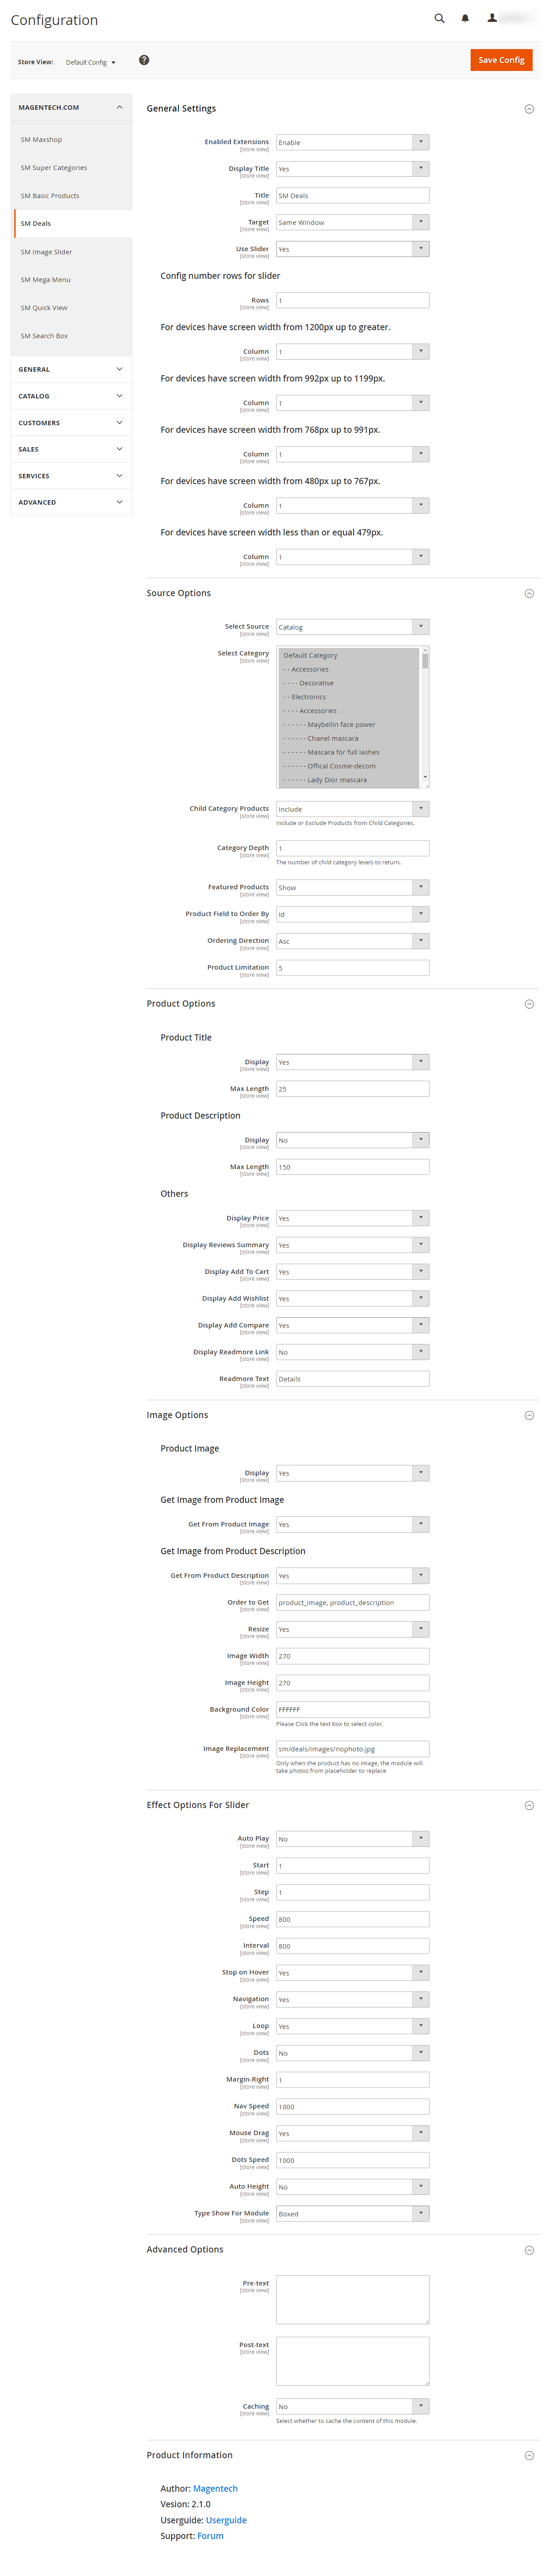 Configuration
Store View: Default Config
Save Config
MAGENTECH.COM
SM Maxshop
SM Super Categories
SM Basic Products
SM Deals
SM Image Slider
SM Mega Menu
SM Quick View
SM Search Box
GENERAL
CATALOG
CUSTOMERS
SALES
SERVICES
ADVANCED
General Settings
Enabled Extensions Enable
[store view]
Display Title Yes
[store view]
Title SM Deals
[store view]
Target Same Window
[store view]
Use Slider Yes
[store view]
Config number rows for slider
Rows 1
[store view]
For devices have screen width from 1200px up to greater.
Column 1
[store view]
For devices have screen width from 992px up to 1199px.
Column 1
[store view]
For devices have screen width from 768px up to 991px.
Column 1
[store view]
For devices have screen width from 480px up to 767px.
Column 1
[store view]
For devices have screen width less than or equal 479px.
Column 1
[store view]
Source Options
Select Source Catalog
[store view]
Select Category
[store view]
Default Category
- - Accessories
- - - - Decorative
- - Electronics
- - - - Accessories
- - - - - - Maybellin face power
- - - - - - Chanel mascara
- - - - - - Mascara for full lashes
- - - - - - Offical Cosme-decom
- - - - - - Lady Dior mascara
Child Category Products Include
[store view]
Include or Exclude Products from Child Categories.
Category Depth 1
[store view]
The number of child category levels to return.
Featured Products Show
[store view]
Product Field to Order By Id
[store view]
Ordering Direction Asc
[store view]
Product Limitation 5
[store view]
Product Options
Product Title
Display Yes
[store view]
Max Length 25
[store view]
Product Description
Display No
[store view]
Max Length 150
[store view]
Others
Display Price Yes
[store view]
Display Reviews Summary Yes
[store view]
Display Add To Cart Yes
[store view]
Display Add Wishlist Yes
[store view]
Display Add Compare Yes
[store view]
Display Readmore Link No
[store view]
Readmore Text Details
[store view]
Image Options
Product Image
Display Yes
[store view]
Get Image from Product Image
Get From Product Image Yes
[store view]
Get Image from Product Description
Get From Product Description Yes
[store view]
Order to Get product_image, product_description
[store view]
Resize Yes
[store view]
Image Width 270
[store view]
Image Height 270
[store view]
Background Color FFFFFF
[store view]
Please Click the text box to select color.
Image Replacement sm/deals/images/nophoto.jpg
[store view]
Only when the product has no image, the module will
take photos from placeholder to replace
Effect Options For Slider
Auto Play No
[store view]
Start 1
[store view]
Step 1
[store view]
Speed 800
[store view]
Interval 800
[store view]
Stop on Hover Yes
[store view]
Navigation Yes
[store view]
Loop Yes
[store view]
Dots No
[store view]
Margin-Right 1
[store view]
Nav Speed 1000
[store view]
Mouse Drag Yes
[store view]
Dots Speed 1000
[store view]
Auto Height No
[store view]
Type Show For Module Boxed
[store view]
Advanced Options
Pre-text
[store view]
Post-text
[store view]
Caching No
[store view]
Select whether to cache the content of this module.
Product Information
Author: Magentech
Vesion: 2.1.0
Userguide: Userguide
Support: Forum